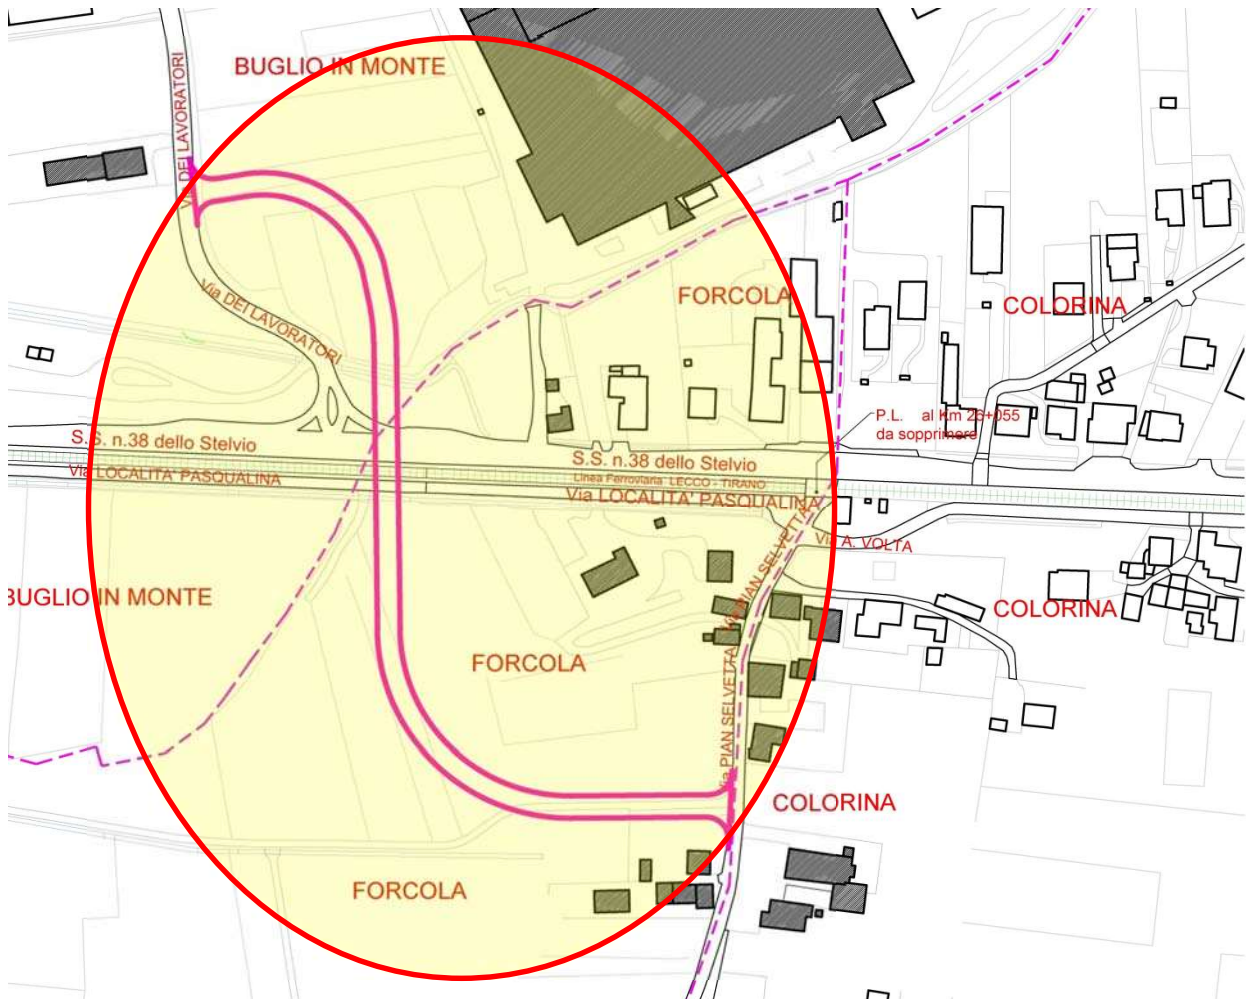 BUGLIO IN MONTE
Via DEI LAVORATORI
FORCOLA
COLORINA
Via DEI LAVORATORI
P.L. al Km 26+055
da sopprimere
S.S. n.38 dello Stelvio
S.S. n.38 dello Stelvio
Via LOCALITA' PASQUALINA
Linea Ferroviaria LECCO - TIRANO
Via LOCALITA' PASQUALINA
Via A. VOLTA
Via PIAN SELVETTA
BUGLIO IN MONTE
COLORINA
FORCOLA
Via PIAN SELVETTA
COLORINA
FORCOLA